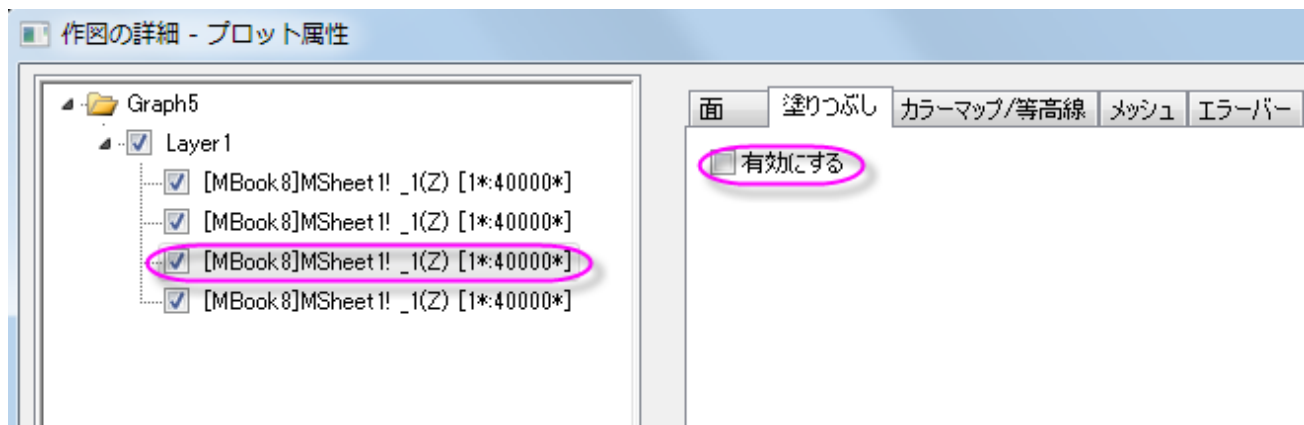 作図の詳細 - プロット属性
Graph5
Layer1
[MBook8]MSheet1! _1(Z) [1*:40000*]
[MBook8]MSheet1! _1(Z) [1*:40000*]
[MBook8]MSheet1! _1(Z) [1*:40000*]
[MBook8]MSheet1! _1(Z) [1*:40000*]
面 塗りつぶし カラーマップ/等高線 メッシュ エラーバー
有効にする